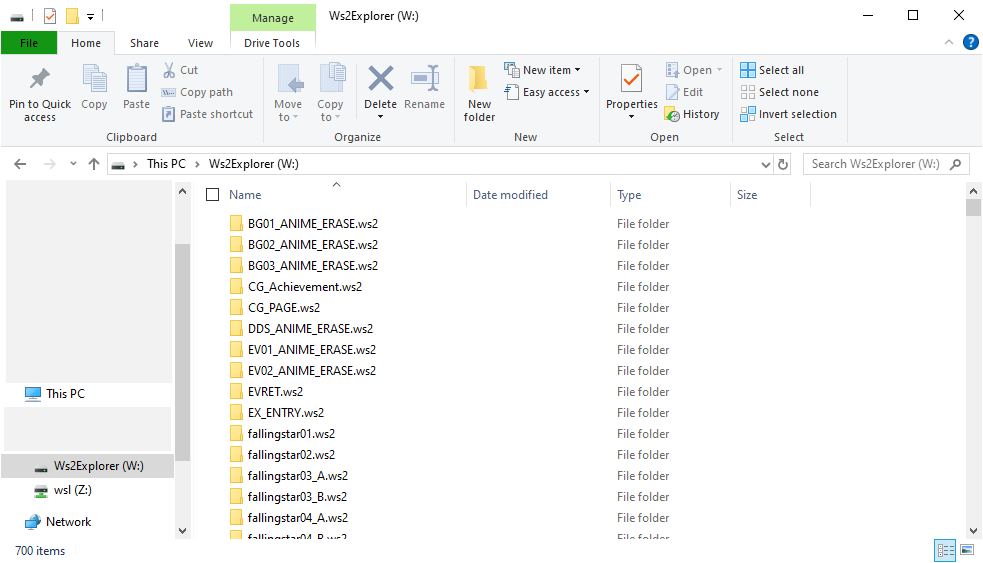 Manage
Ws2Explorer (W:)
File
Home
Share
View
Drive Tools
Pin to Quick access
Copy
Paste
Cut
Copy path
Paste shortcut
Clipboard
Move to
Copy to
Delete
Rename
Organize
New folder
New item
Easy access
New
Properties
Open
Edit
History
Open
Select all
Select none
Invert selection
Select
This PC
Ws2Explorer (W:)
Search Ws2Explorer (W:)
This PC
Ws2Explorer (W:)
wsl (Z:)
Network
Name Date modified Type Size
BG01_ANIME_ERASE.ws2 File folder
BG02_ANIME_ERASE.ws2 File folder
BG03_ANIME_ERASE.ws2 File folder
CG_Achievement.ws2 File folder
CG_PAGE.ws2 File folder
DDS_ANIME_ERASE.ws2 File folder
EV01_ANIME_ERASE.ws2 File folder
EV02_ANIME_ERASE.ws2 File folder
EVRET.ws2 File folder
EX_ENTRY.ws2 File folder
fallingstar01.ws2 File folder
fallingstar02.ws2 File folder
fallingstar03_A.ws2 File folder
fallingstar03_B.ws2 File folder
fallingstar04_A.ws2 File folder
fallingstar04_B.ws2 File folder
700 items